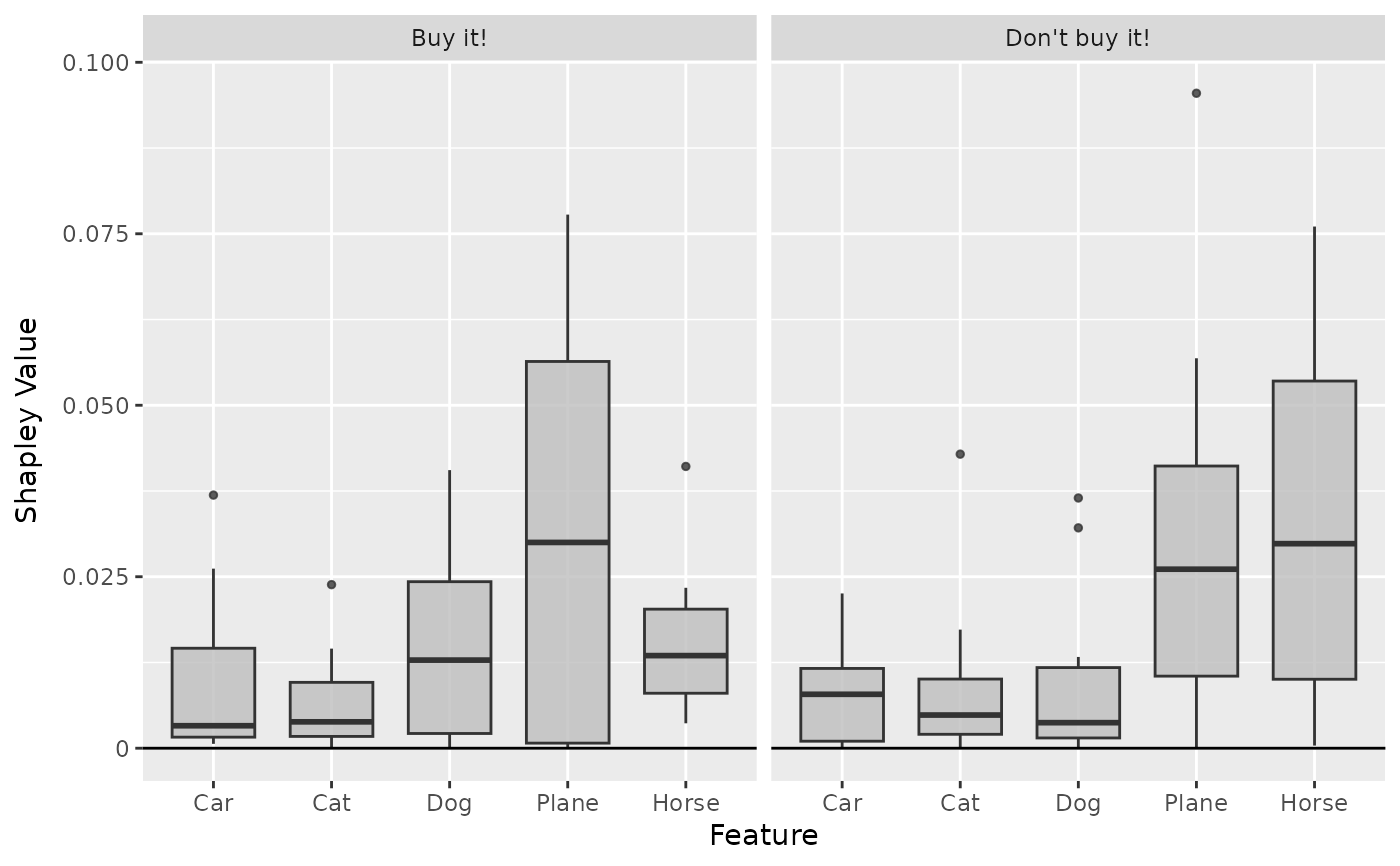 Buy it! Don't buy it!
0.100
0.075
0.050
0.025
0
Shapley Value
Car Cat Dog Plane Horse Car Cat Dog Plane Horse
Feature